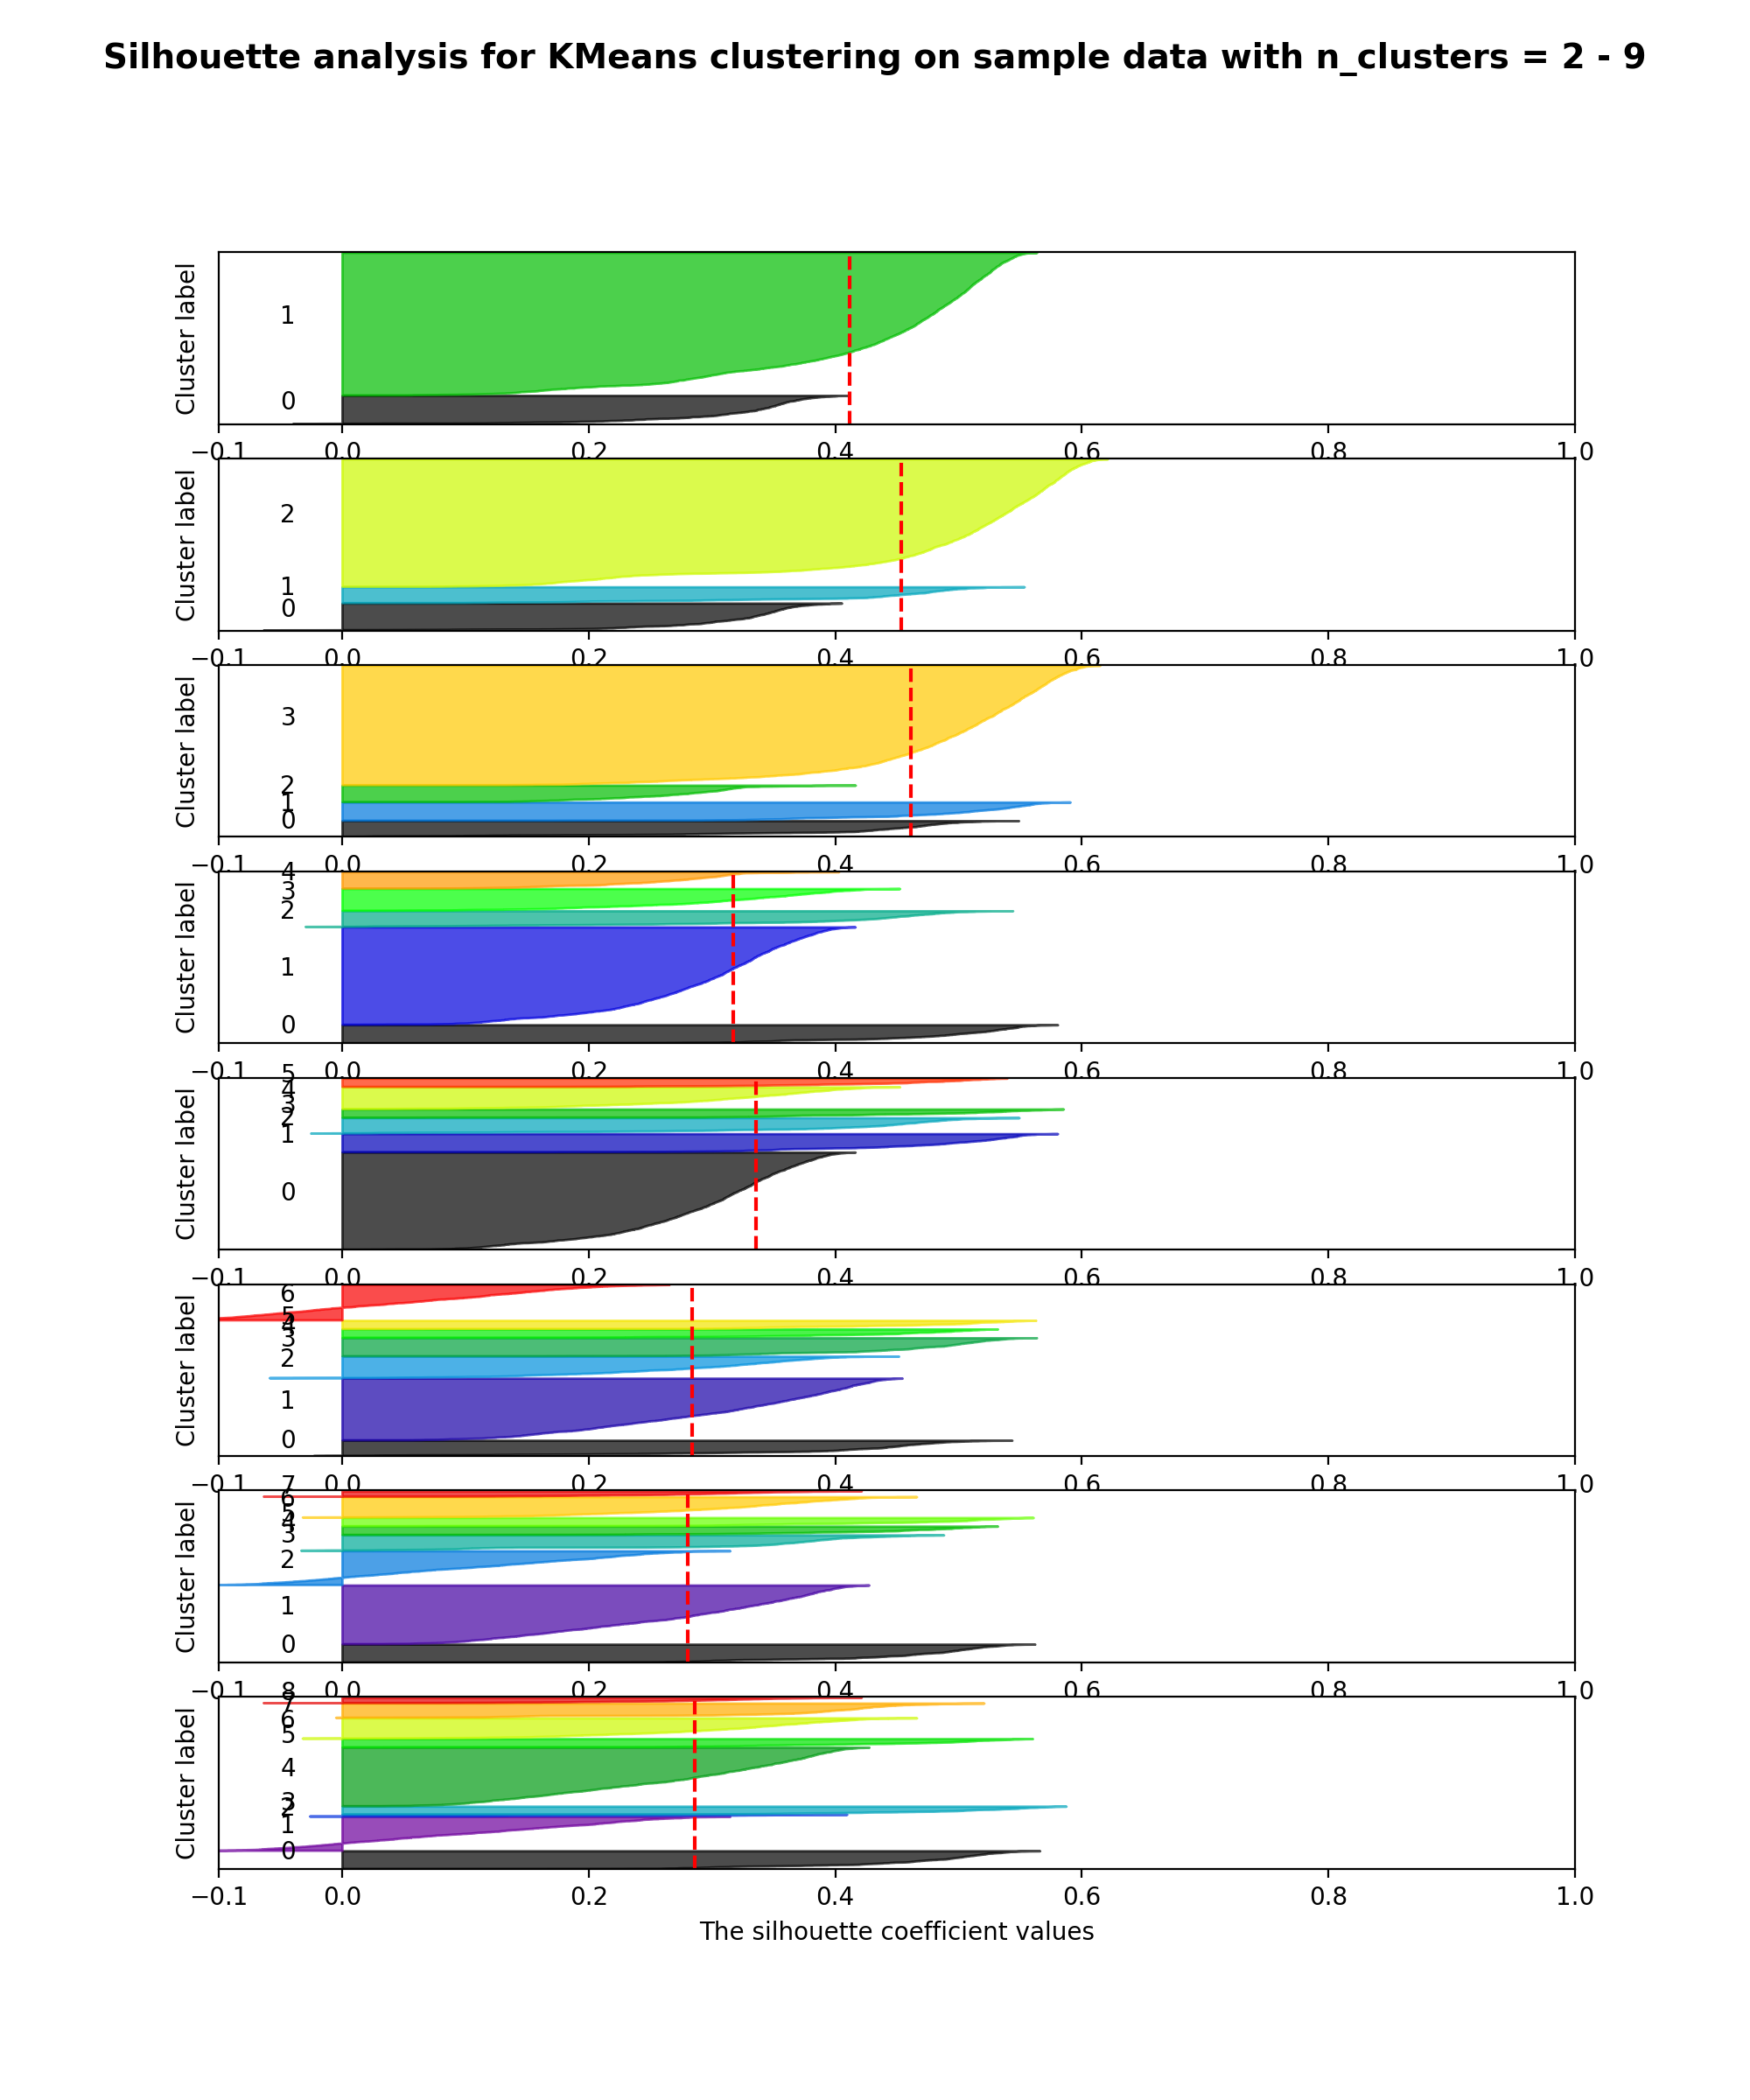 Silhouette analysis for KMeans clustering on sample data with n_clusters = 2 - 9
Cluster label
1
0
−0.1 0.0 0.2 0.4 0.6 0.8 1.0
Cluster label
2
1
0
−0.1 0.0 0.2 0.4 0.6 0.8 1.0
Cluster label
3
2
1
0
−0.1 0.0 0.2 0.4 0.6 0.8 1.0
Cluster label
4
3
2
1
0
−0.1 0.0 0.2 0.4 0.6 0.8 1.0
Cluster label
5
4
3
2
1
0
−0.1 0.0 0.2 0.4 0.6 0.8 1.0
Cluster label
6
5
4
3
2
1
0
−0.1 0.0 0.2 0.4 0.6 0.8 1.0
Cluster label
7
6
5
4
3
2
1
0
−0.1 0.0 0.2 0.4 0.6 0.8 1.0
Cluster label
8
7
6
5
4
3
2
1
0
−0.1 0.0 0.2 0.4 0.6 0.8 1.0
The silhouette coefficient values